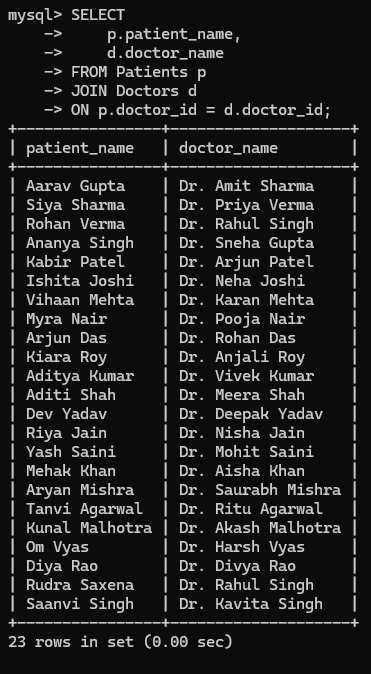 mysql> SELECT
    ->     p.patient_name,
    ->     d.doctor_name
    -> FROM Patients p
    -> JOIN Doctors d
    -> ON p.doctor_id = d.doctor_id;
+----------------+--------------------+
| patient_name   | doctor_name        |
+----------------+--------------------+
| Aarav Gupta    | Dr. Amit Sharma    |
| Siya Sharma    | Dr. Priya Verma    |
| Rohan Verma    | Dr. Rahul Singh    |
| Ananya Singh   | Dr. Sneha Gupta    |
| Kabir Patel    | Dr. Arjun Patel    |
| Ishita Joshi   | Dr. Neha Joshi     |
| Vihaan Mehta   | Dr. Karan Mehta    |
| Myra Nair      | Dr. Pooja Nair     |
| Arjun Das      | Dr. Rohan Das      |
| Kiara Roy      | Dr. Anjali Roy     |
| Aditya Kumar   | Dr. Vivek Kumar    |
| Aditi Shah     | Dr. Meera Shah     |
| Dev Yadav      | Dr. Deepak Yadav   |
| Riya Jain      | Dr. Nisha Jain     |
| Yash Saini     | Dr. Mohit Saini    |
| Mehak Khan     | Dr. Aisha Khan     |
| Aryan Mishra   | Dr. Saurabh Mishra |
| Tanvi Agarwal  | Dr. Ritu Agarwal   |
| Kunal Malhotra | Dr. Akash Malhotra |
| Om Vyas        | Dr. Harsh Vyas     |
| Diya Rao       | Dr. Divya Rao      |
| Rudra Saxena   | Dr. Rahul Singh    |
| Saanvi Singh   | Dr. Kavita Singh   |
+----------------+--------------------+
23 rows in set (0.00 sec)